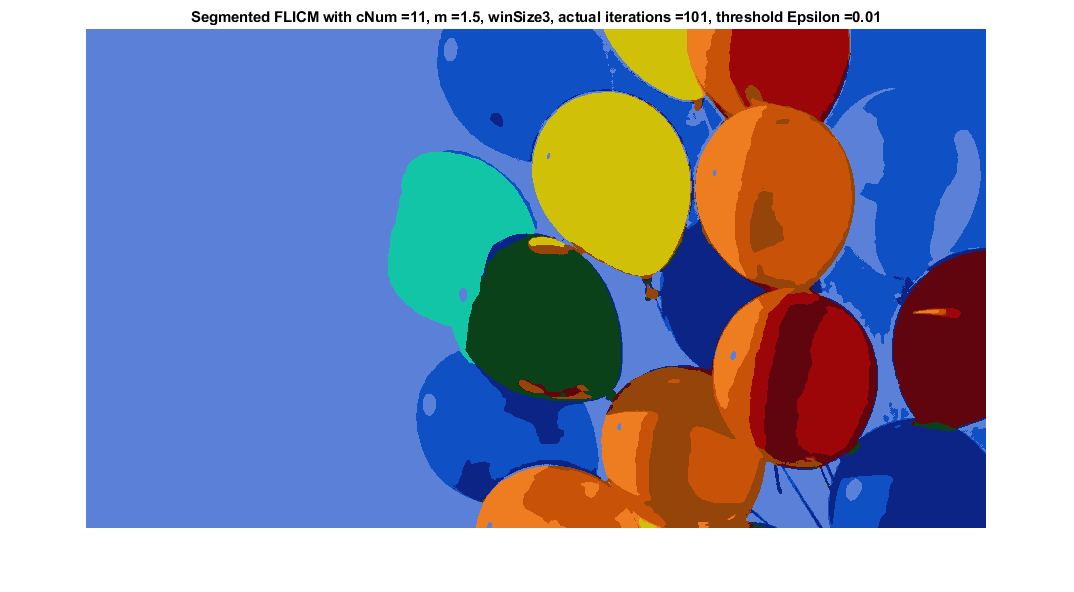 Segmented FLICM with cNum =11, m =1.5, winSize3, actual iterations =101, threshold Epsilon =0.01